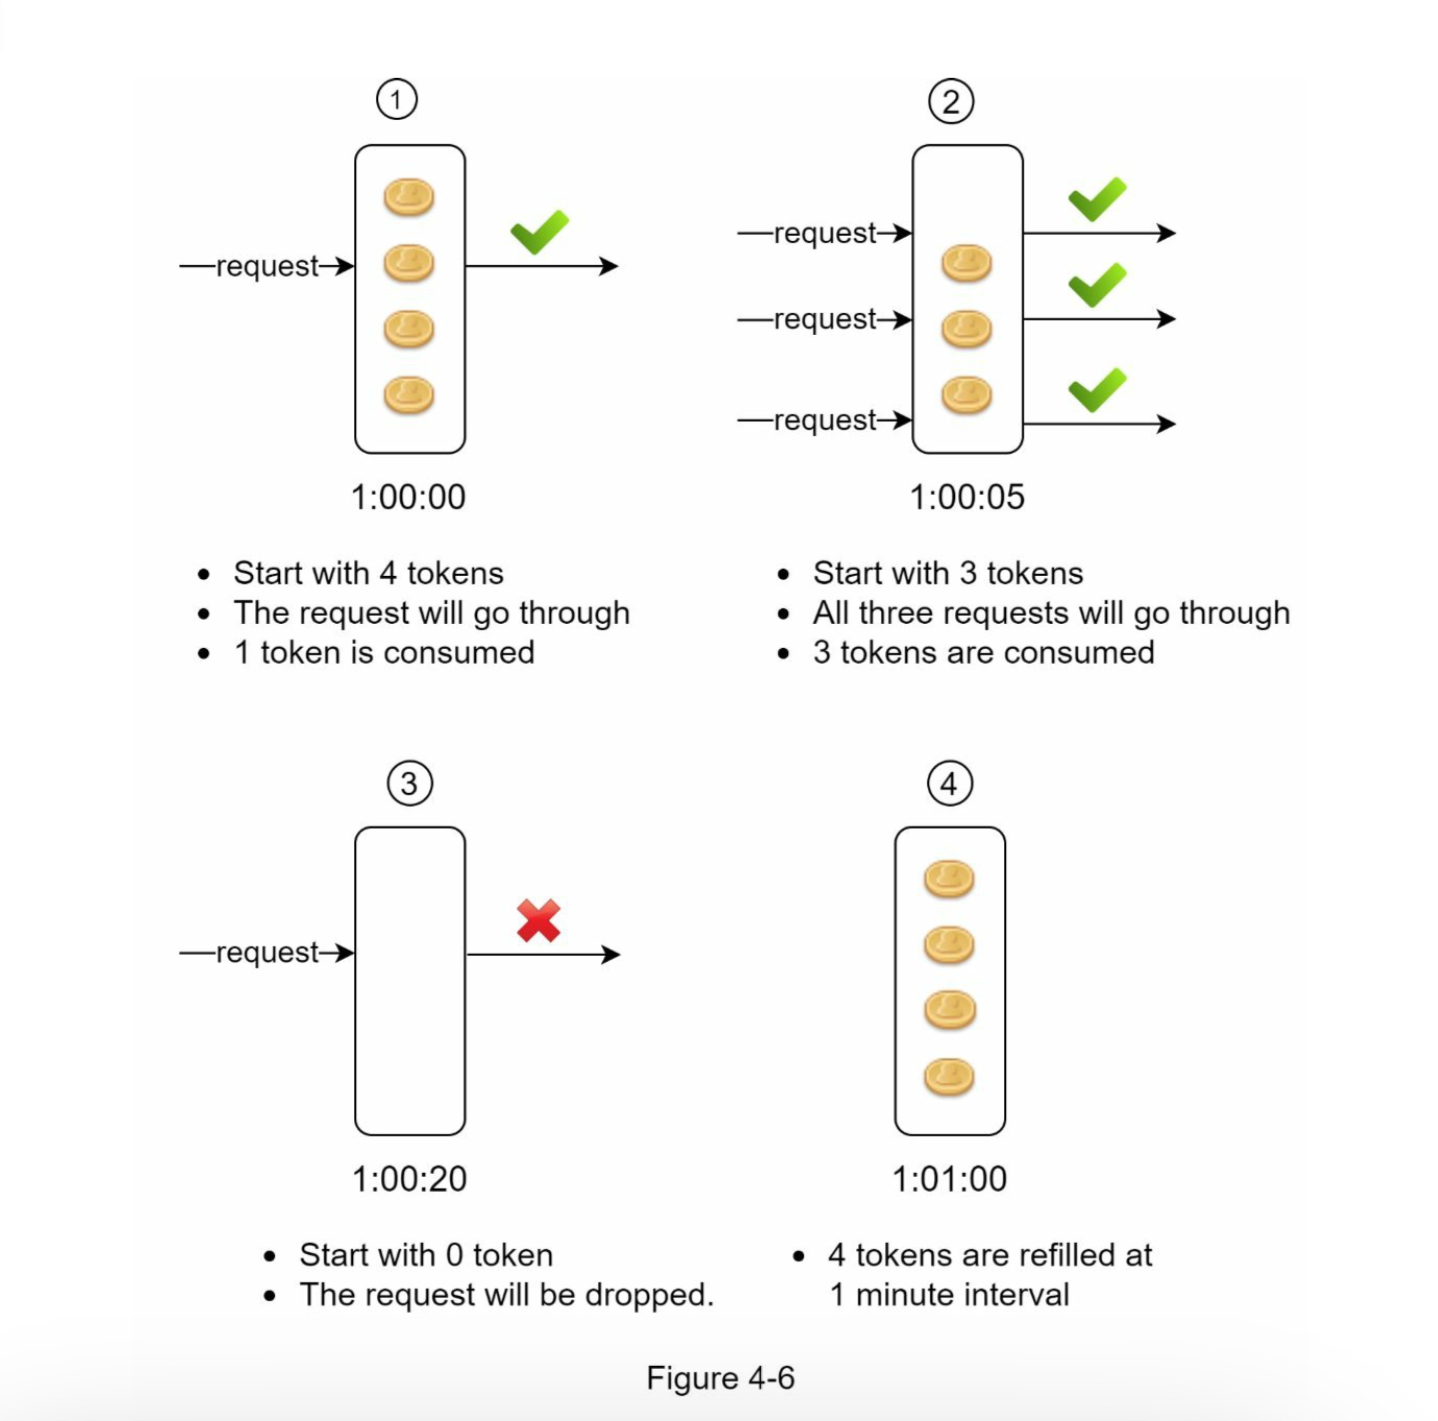 1
request
1:00:00
• Start with 4 tokens
• The request will go through
• 1 token is consumed
2
request
request
request
1:00:05
• Start with 3 tokens
• All three requests will go through
• 3 tokens are consumed
3
request
1:00:20
• Start with 0 token
• The request will be dropped.
4
1:01:00
• 4 tokens are refilled at
1 minute interval
Figure 4-6